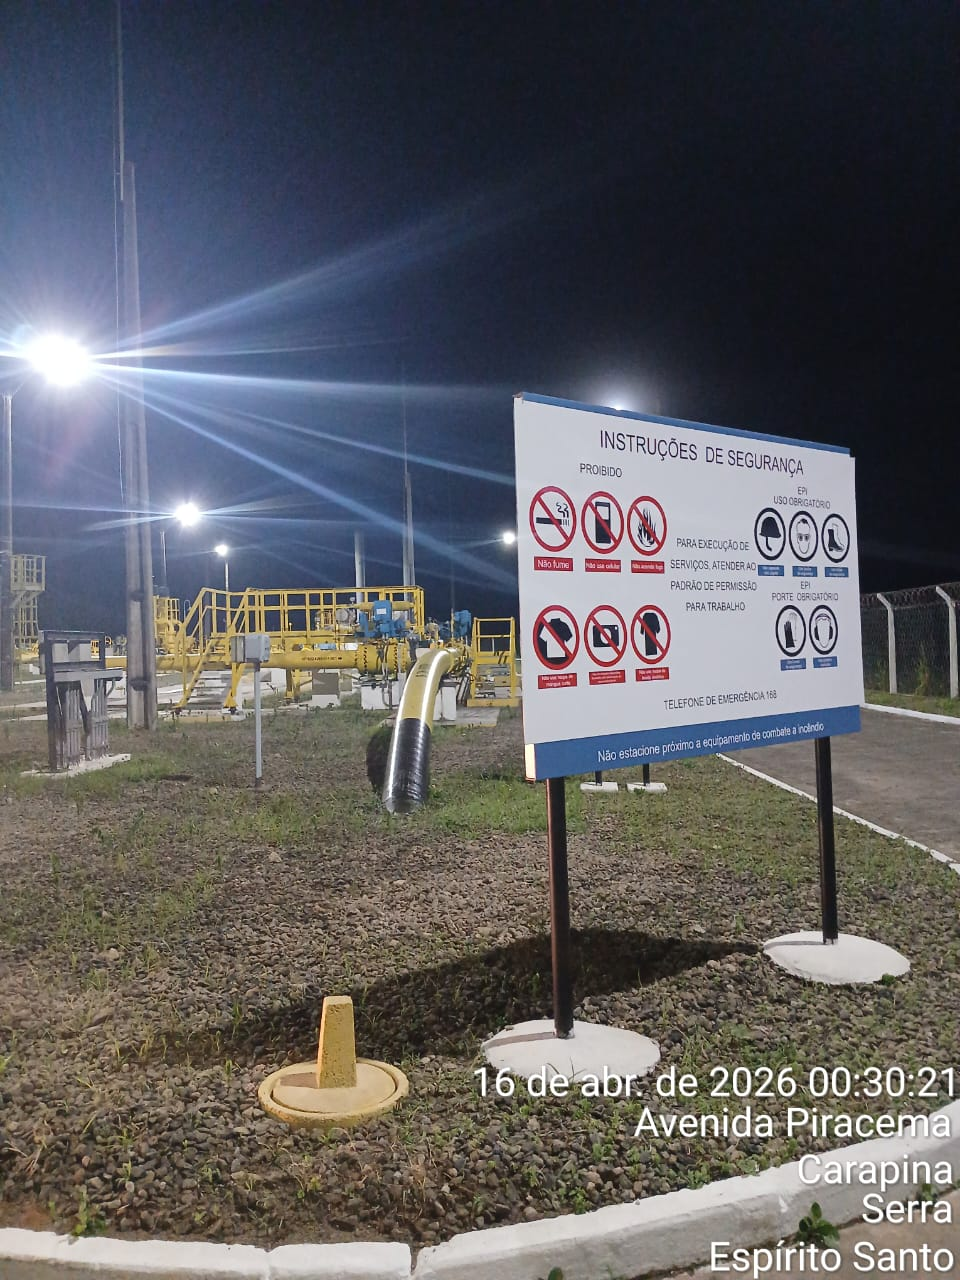 INSTRUÇÕES DE SEGURANÇA
PROIBIDO
EPI
USO OBRIGATÓRIO
Não fume
Não use celular
Não acenda fogo
PARA EXECUÇÃO DE
SERVIÇOS, ATENDER AO
PADRÃO DE PERMISSÃO
PARA TRABALHO
EPI
PORTE OBRIGATÓRIO
TELEFONE DE EMERGÊNCIA 168
Não estacione próximo a equipamento de combate a incêndio
16 de abr. de 2026 00:30:21
Avenida Piracema
Carapina
Serra
Espírito Santo